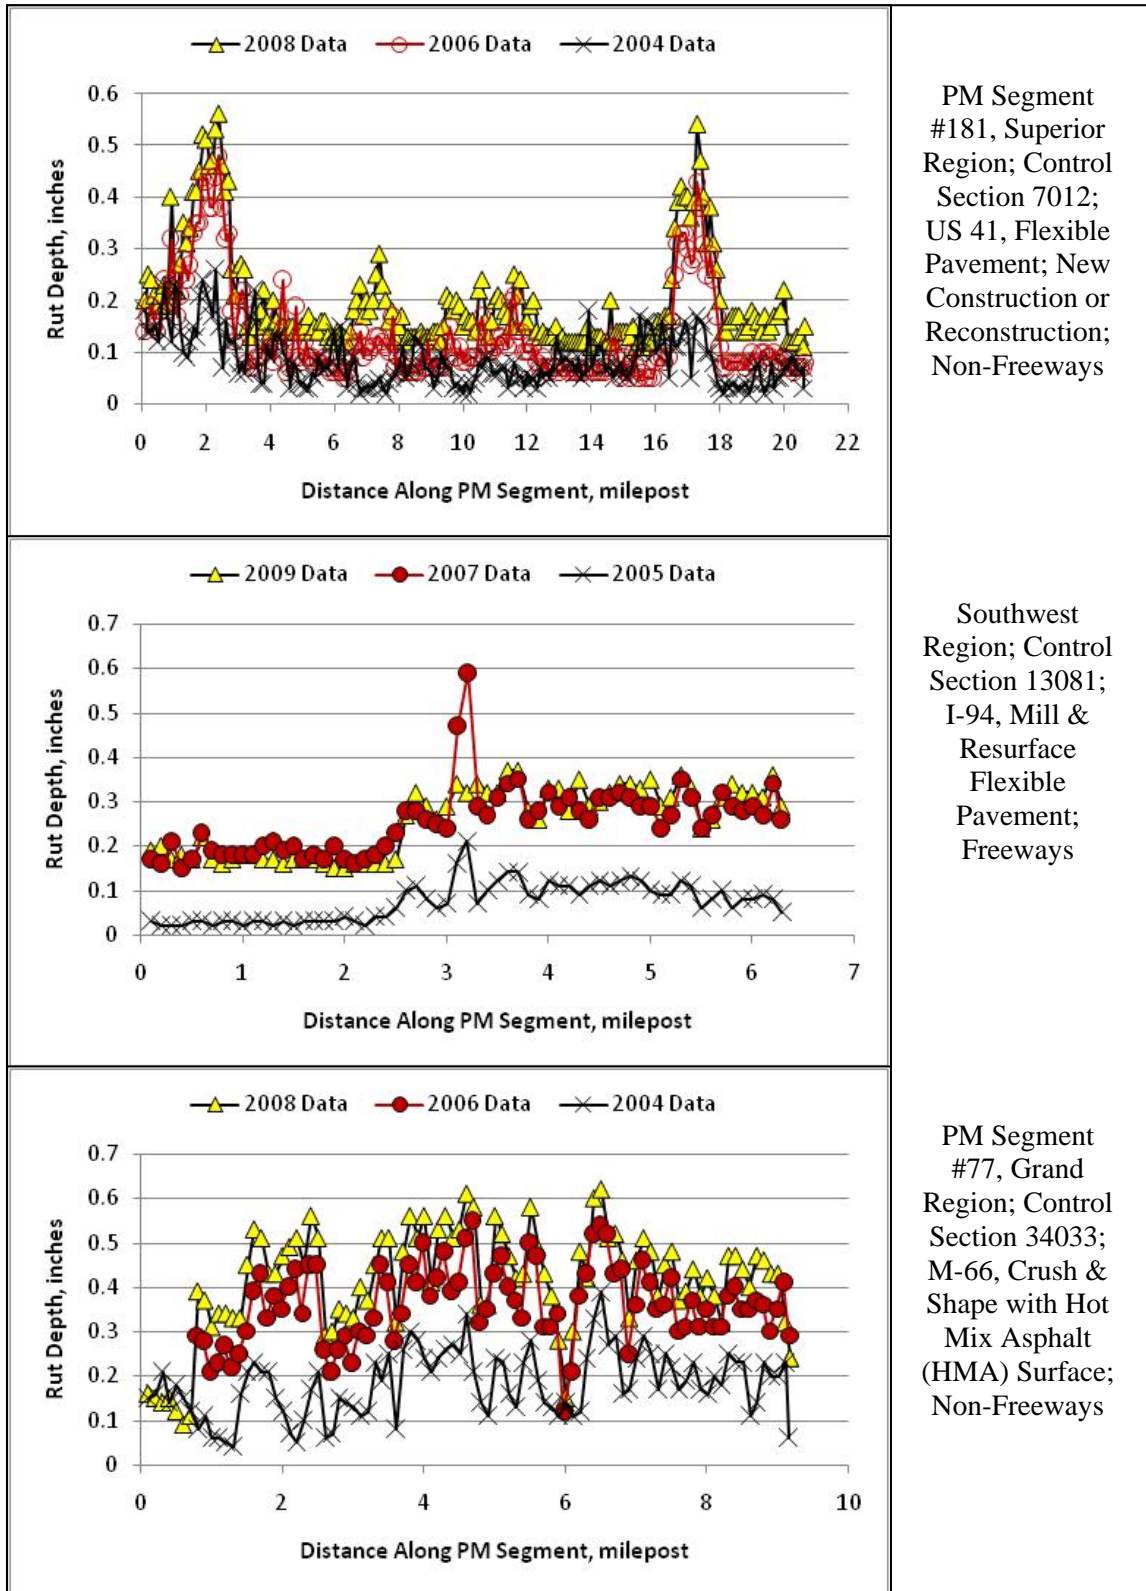 2008 Data 2006 Data 2004 Data
Rut Depth, inches
0.6
0.5
0.4
0.3
0.2
0.1
0
0 2 4 6 8 10 12 14 16 18 20 22
Distance Along PM Segment, milepost
PM Segment
#181, Superior
Region; Control
Section 7012;
US 41, Flexible
Pavement; New
Construction or
Reconstruction;
Non-Freeways
2009 Data 2007 Data 2005 Data
Rut Depth, inches
0.7
0.6
0.5
0.4
0.3
0.2
0.1
0
0 1 2 3 4 5 6 7
Distance Along PM Segment, milepost
Southwest
Region; Control
Section 13081;
I-94, Mill &
Resurface
Flexible
Pavement;
Freeways
2008 Data 2006 Data 2004 Data
Rut Depth, inches
0.7
0.6
0.5
0.4
0.3
0.2
0.1
0
0 2 4 6 8 10
Distance Along PM Segment, milepost
PM Segment
#77, Grand
Region; Control
Section 34033;
M-66, Crush &
Shape with Hot
Mix Asphalt
(HMA) Surface;
Non-Freeways